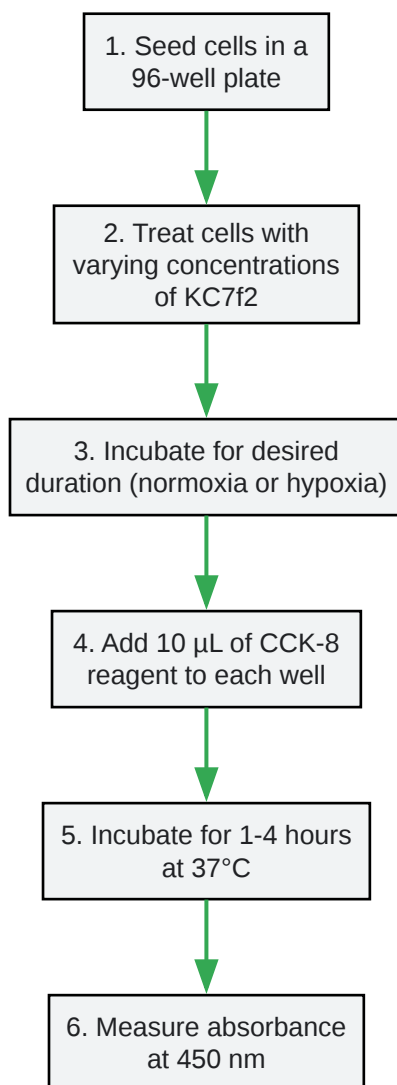 1. Seed cells in a
96-well plate
2. Treat cells with
varying concentrations
of KC7f2
3. Incubate for desired
duration (normoxia or hypoxia)
4. Add 10 µL of CCK-8
reagent to each well
5. Incubate for 1-4 hours
at 37°C
6. Measure absorbance
at 450 nm